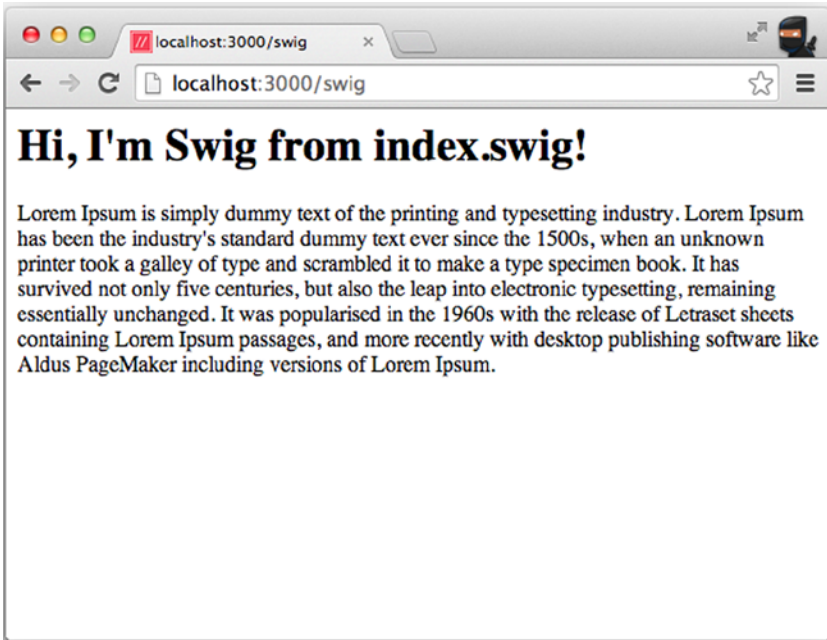 localhost:3000/swig
localhost:3000/swig
Hi, I'm Swig from index.swig!
Lorem Ipsum is simply dummy text of the printing and typesetting industry. Lorem Ipsum
has been the industry's standard dummy text ever since the 1500s, when an unknown
printer took a galley of type and scrambled it to make a type specimen book. It has
survived not only five centuries, but also the leap into electronic typesetting, remaining
essentially unchanged. It was popularised in the 1960s with the release of Letraset sheets
containing Lorem Ipsum passages, and more recently with desktop publishing software like
Aldus PageMaker including versions of Lorem Ipsum.